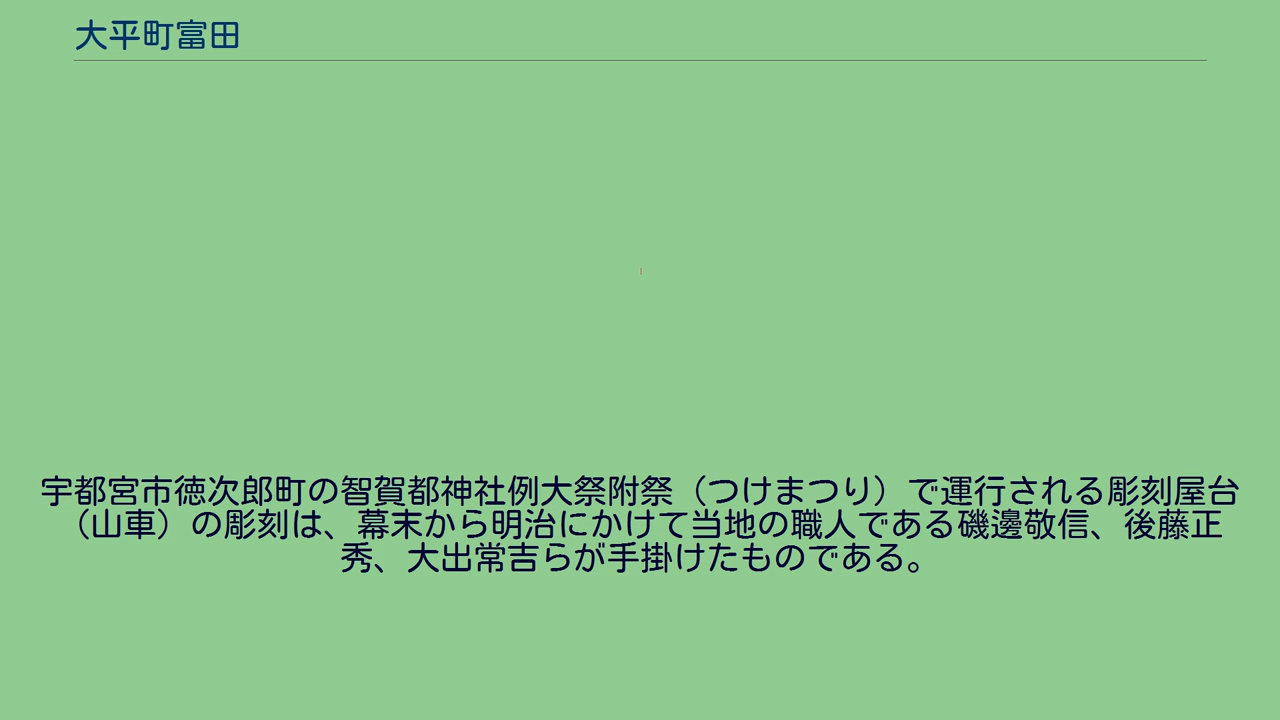 大平町富田
宇都宮市徳次郎町の智賀都神社例大祭附祭（つけまつり）で運行される彫刻屋台
（山車）の彫刻は、幕末から明治にかけて当地の職人である磯邊敬信、後藤正
秀、大出常吉らが手掛けたものである。